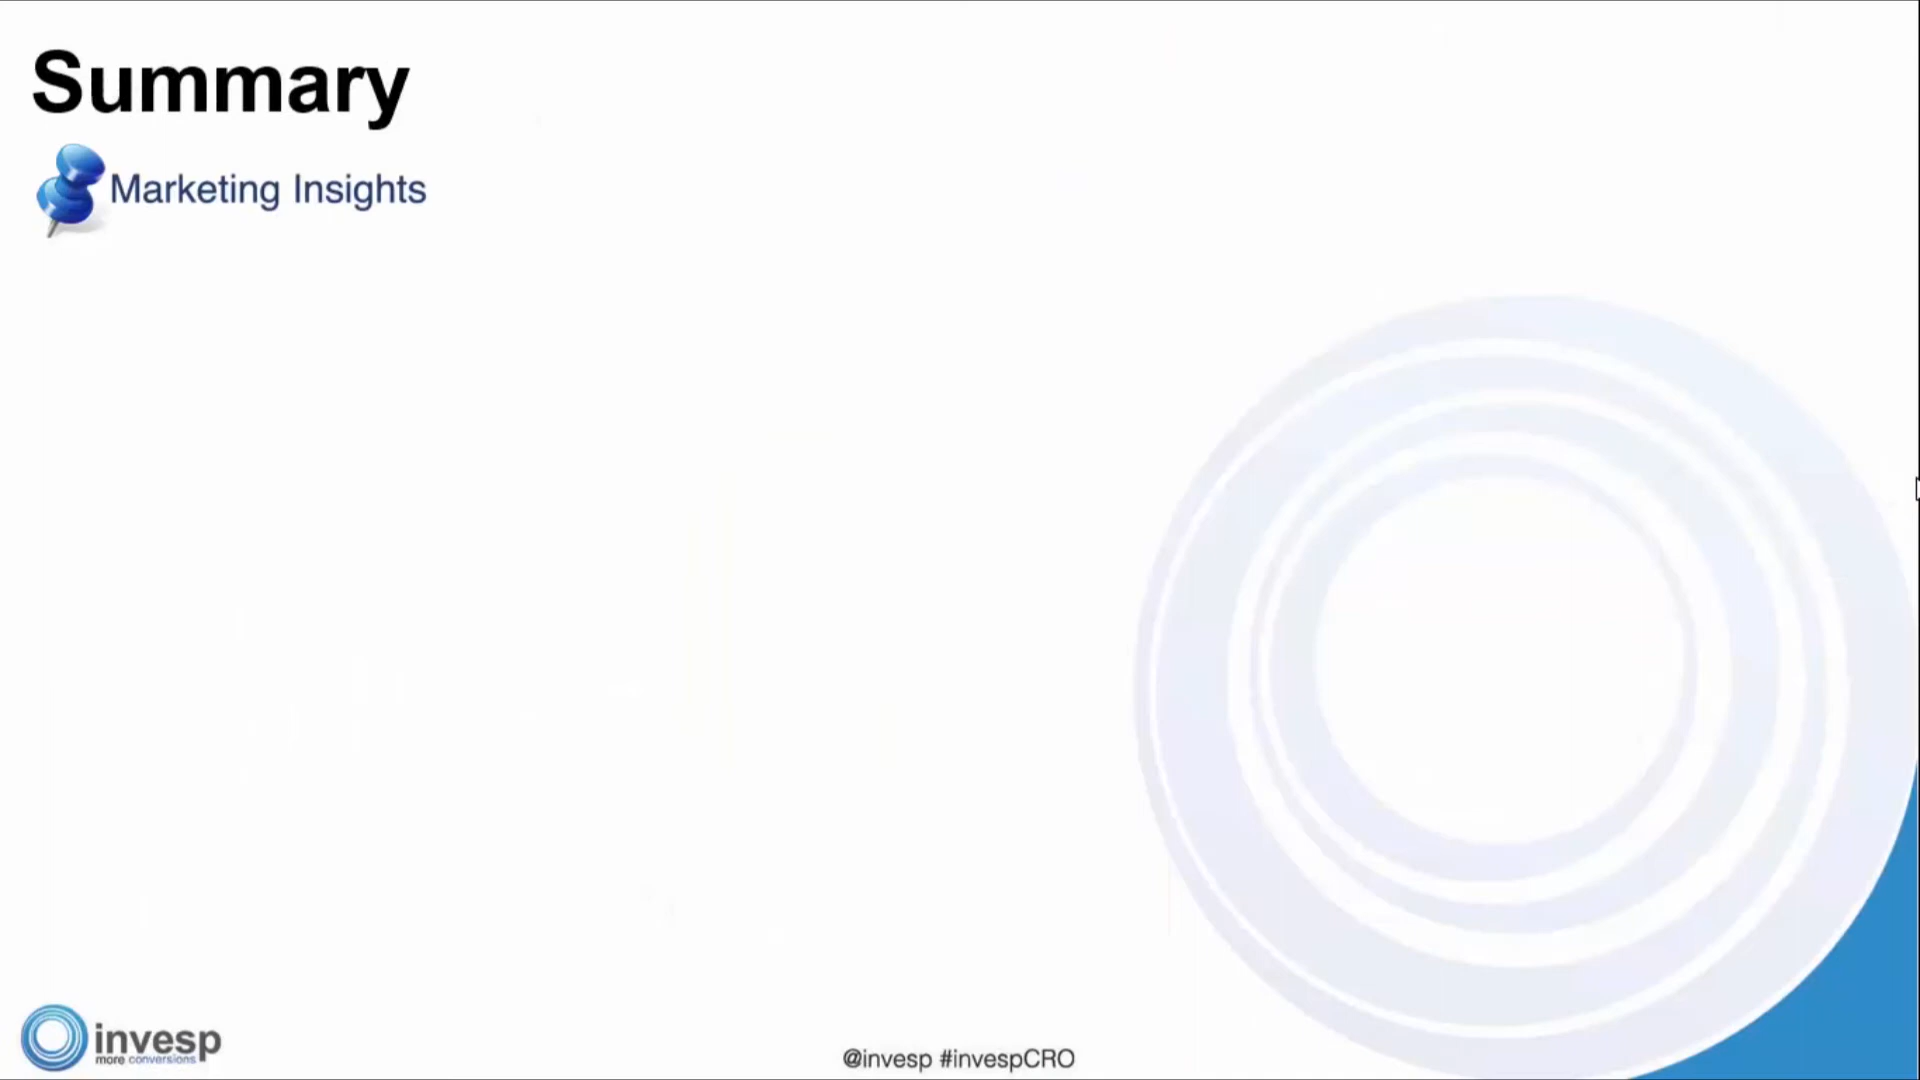 Summary
Marketing Insights
invesp
more conversions
@invesp #invespCRO